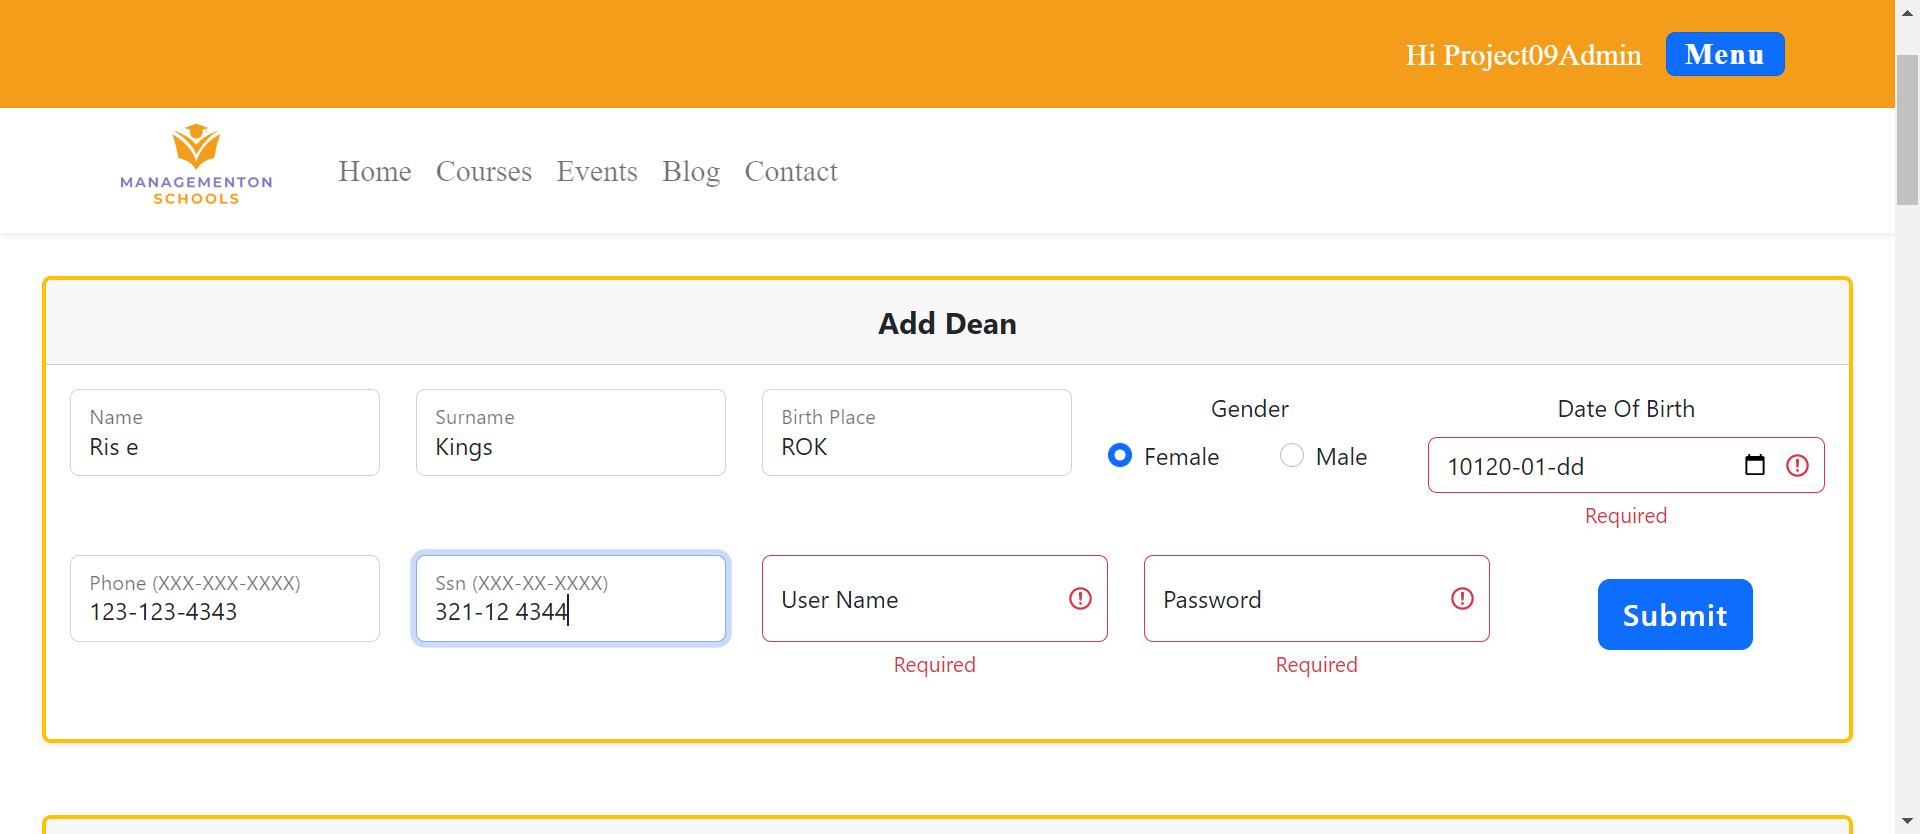 Hi Project09Admin Menu
MANAGEMENTON
SCHOOLS
Home Courses Events Blog Contact
Add Dean
Name
Ris e
Surname
Kings
Birth Place
ROK
Gender
Female Male
Date Of Birth
10120-01-dd
Required
Phone (XXX-XXX-XXXX)
123-123-4343
Ssn (XXX-XX-XXXX)
321-12 4344
User Name
Required
Password
Required
Submit